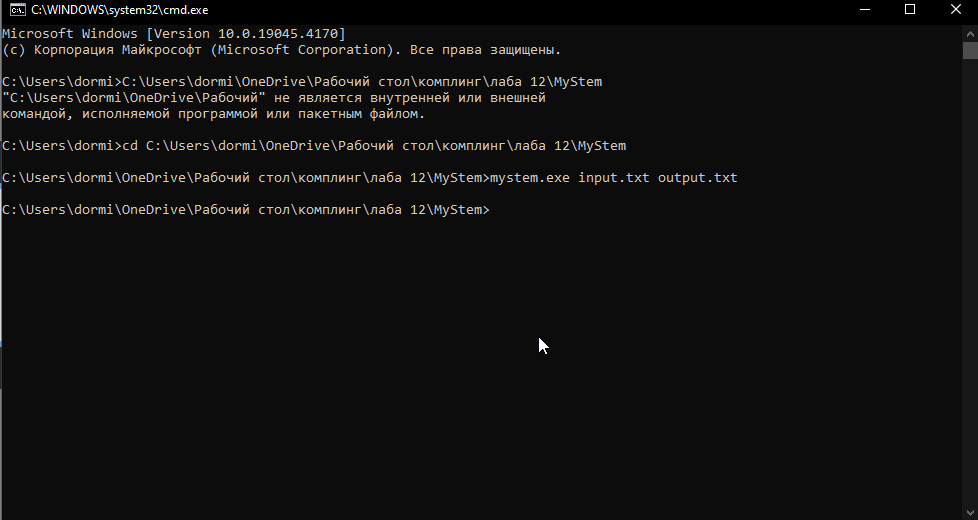 C:\WINDOWS\system32\cmd.exe
Microsoft Windows [Version 10.0.19045.4170]
(c) Корпорация Майкрософт (Microsoft Corporation). Все права защищены.
C:\Users\dormi>C:\Users\dormi\OneDrive\Рабочий стол\комплинг\лаба 12\MyStem
"C:\Users\dormi\OneDrive\Рабочий" не является внутренней или внешней
командой, исполняемой программой или пакетным файлом.
C:\Users\dormi>cd C:\Users\dormi\OneDrive\Рабочий стол\комплинг\лаба 12\MyStem
C:\Users\dormi\OneDrive\Рабочий стол\комплинг\лаба 12\MyStem>mystem.exe input.txt output.txt
C:\Users\dormi\OneDrive\Рабочий стол\комплинг\лаба 12\MyStem>